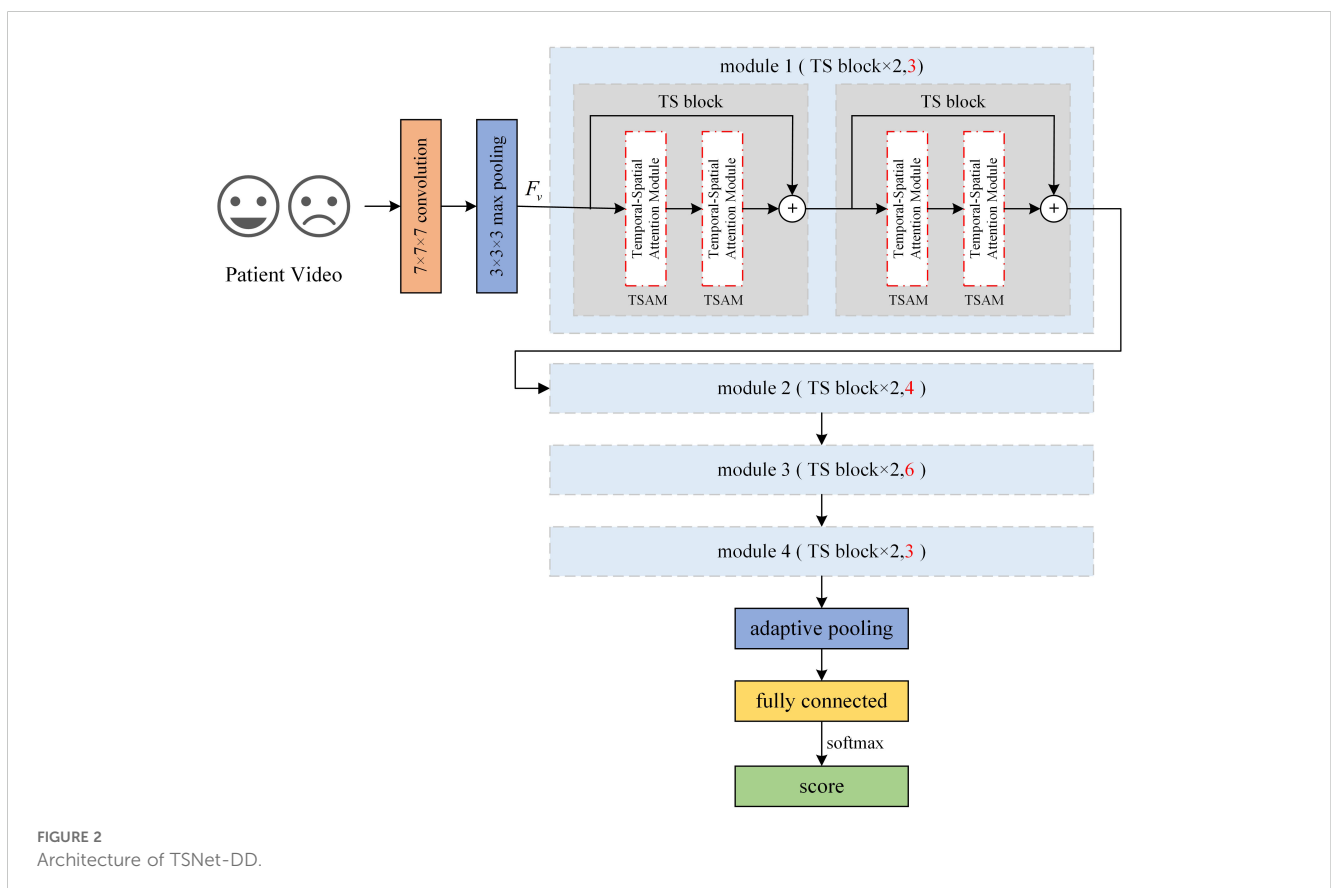 module 1 ( TS block×2,3)
TS block
TS block
7×7×7 convolution
3×3×3 max pooling
Fv
Temporal-Spatial
Attention Module
Temporal-Spatial
Attention Module
Temporal-Spatial
Attention Module
Temporal-Spatial
Attention Module
+
+
Patient Video
TSAM
TSAM
TSAM
TSAM
module 2 ( TS block×2,4 )
module 3 ( TS block×2,6 )
module 4 ( TS block×2,3 )
adaptive pooling
fully connected
softmax
score
FIGURE 2
Architecture of TSNet-DD.